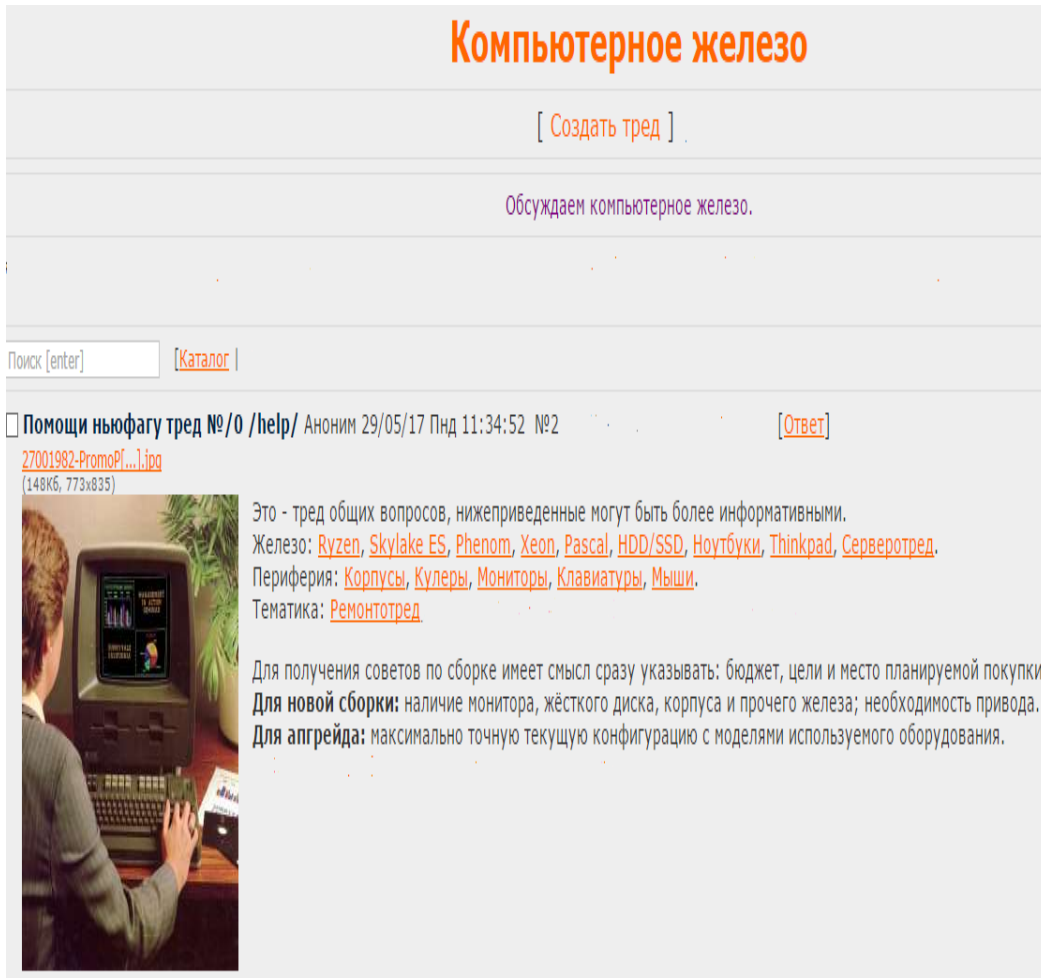 Компьютерное железо
[ Создать тред ]
Обсуждаем компьютерное железо.
Поиск [enter] [Каталог |
Помощи ньюфагу тред №/0 /help/ Аноним 29/05/17 Пнд 11:34:52 №2 [Ответ]
27001982-PromoP[...].jpg
(148Кб, 773x835)
Это - тред общих вопросов, нижеприведенные могут быть более информативными.
Железо: Ryzen, Skylake ES, Phenom, Xeon, Pascal, HDD/SSD, Ноутбуки, Thinkpad, Серверотред.
Периферия: Корпусы, Кулеры, Мониторы, Клавиатуры, Мыши.
Тематика: Ремонтотред
Для получения советов по сборке имеет смысл сразу указывать: бюджет, цели и место планируемой покупки
Для новой сборки: наличие монитора, жёсткого диска, корпуса и прочего железа; необходимость привода.
Для апгрейда: максимально точную текущую конфигурацию с моделями используемого оборудования.